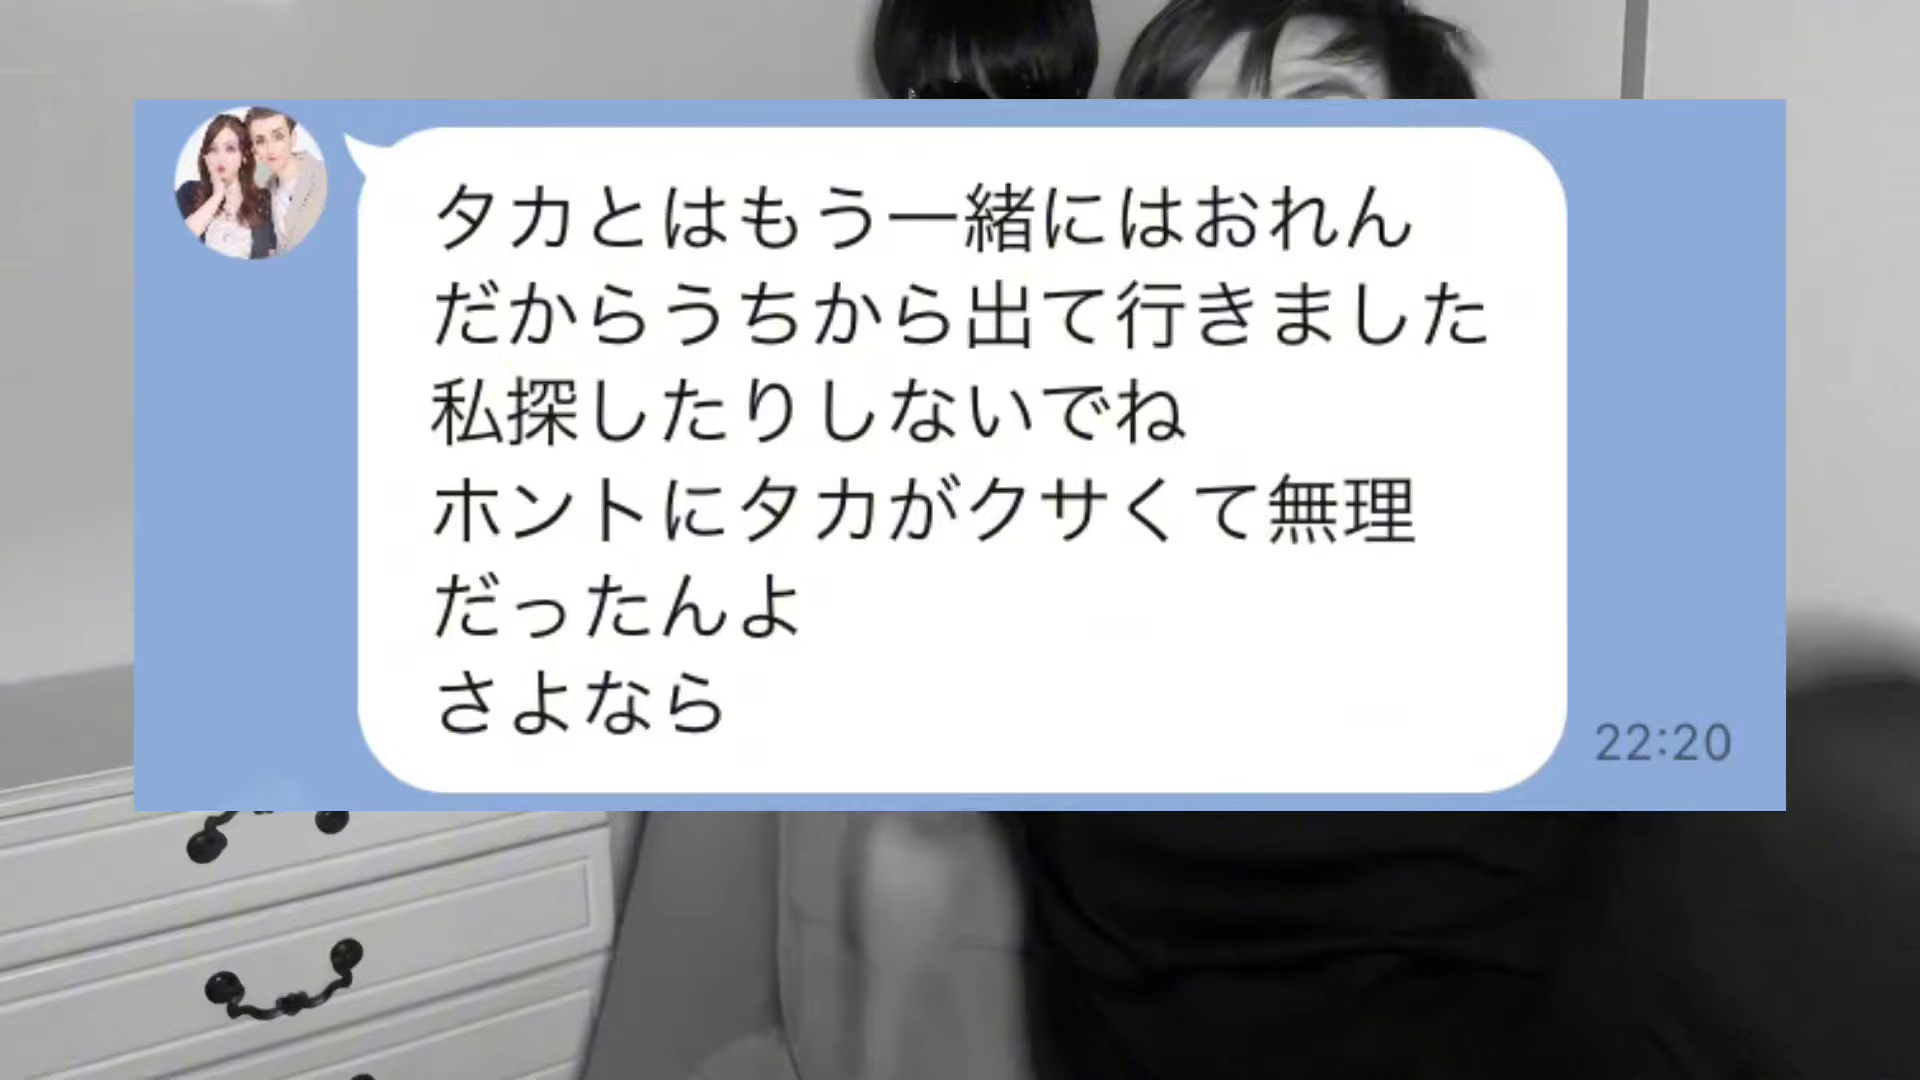 タカとはもう一緒にはおれん
だからうちから出て行きました
私探したりしないでね
ホントにタカがクサくて無理
だったんよ
さよなら
22:20